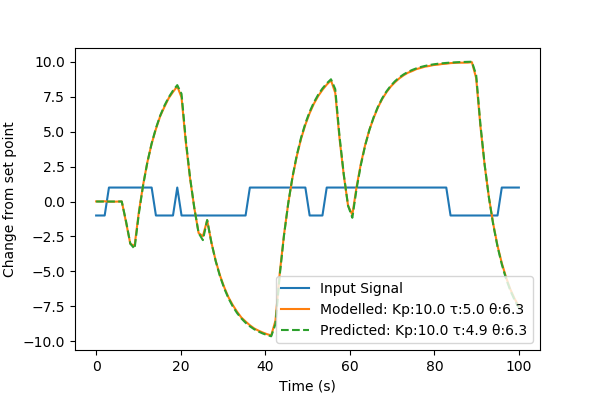 10.0
7.5
5.0
2.5
0.0
−2.5
−5.0
−7.5
−10.0
Change from set point
Input Signal
Modelled: Kp:10.0 τ:5.0 θ:6.3
Predicted: Kp:10.0 τ:4.9 θ:6.3
0 20 40 60 80 100
Time (s)